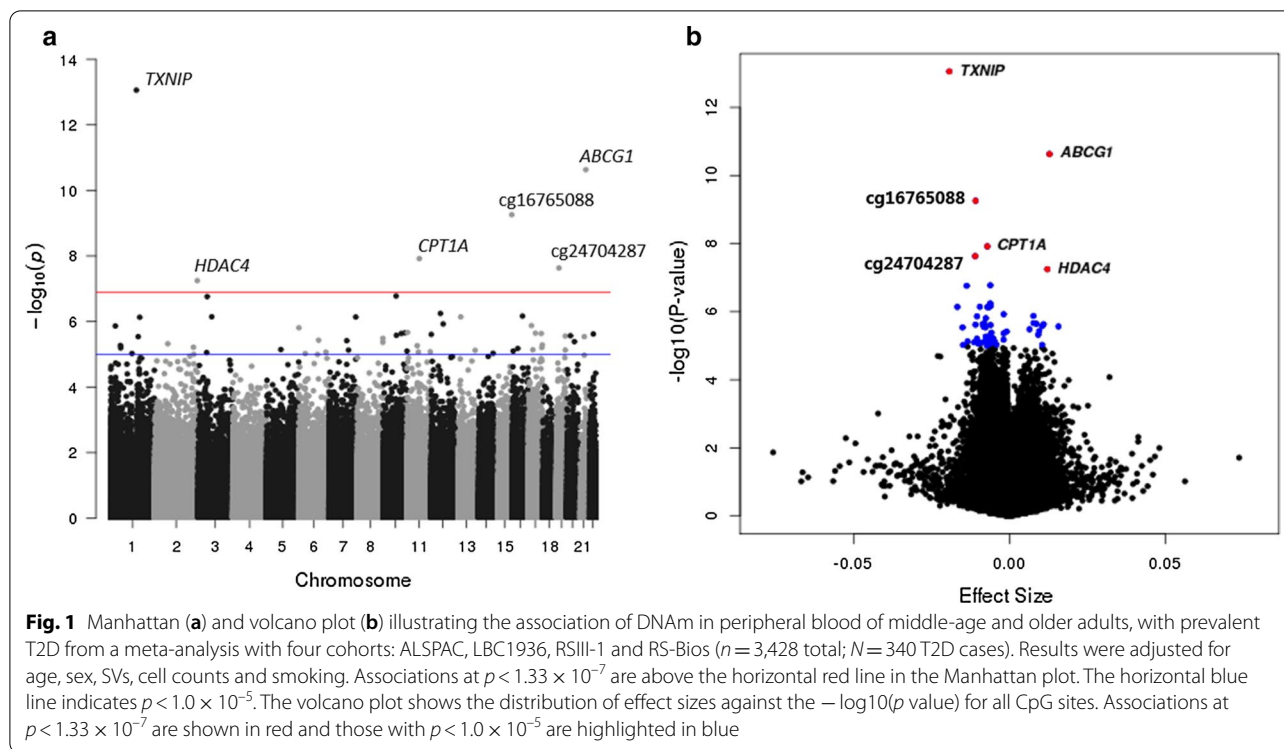 a
14
12
10
8
6
4
2
0
−log10(p)
TXNIP
ABCG1
cg16765088
CPT1A
cg24704287
HDAC4
1 2 3 4 5 6 7 8 11 13 15 18 21
Chromosome
b
12
10
8
6
4
2
0
-log10(P-value)
TXNIP
ABCG1
cg16765088
CPT1A
cg24704287
HDAC4
-0.05 0.00 0.05
Effect Size
Fig. 1 Manhattan (a) and volcano plot (b) illustrating the association of DNAm in peripheral blood of middle-age and older adults, with prevalent
T2D from a meta-analysis with four cohorts: ALSPAC, LBC1936, RSIII-1 and RS-Bios (n = 3,428 total; N = 340 T2D cases). Results were adjusted for
age, sex, SVs, cell counts and smoking. Associations at p < 1.33 × 10⁻⁷ are above the horizontal red line in the Manhattan plot. The horizontal blue
line indicates p < 1.0 × 10⁻⁵. The volcano plot shows the distribution of effect sizes against the − log10(p value) for all CpG sites. Associations at
p < 1.33 × 10⁻⁷ are shown in red and those with p < 1.0 × 10⁻⁵ are highlighted in blue